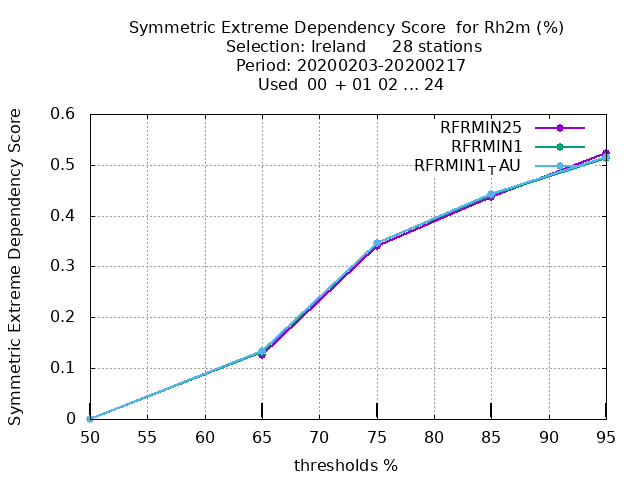 Symmetric Extreme Dependency Score for Rh2m (%)
Selection: Ireland 28 stations
Period: 20200203-20200217
Used 00 + 01 02 ... 24
Symmetric Extreme Dependency Score
0.6
0.5
0.4
0.3
0.2
0.1
0
RFRMIN25
RFRMIN1
RFRMIN1TAU
50 55 60 65 70 75 80 85 90 95
thresholds %